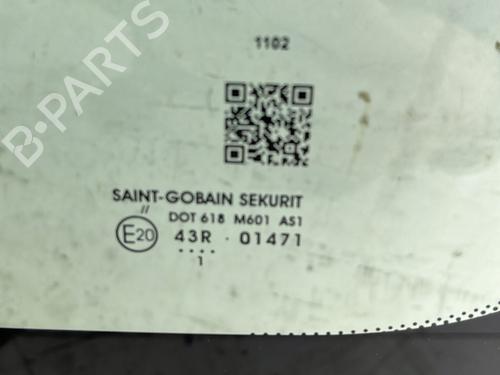 B-PARTS
1102
SAINT-GOBAIN SEKURIT
// DOT 618 M601 AS1
E20 43R · 01471
....
1